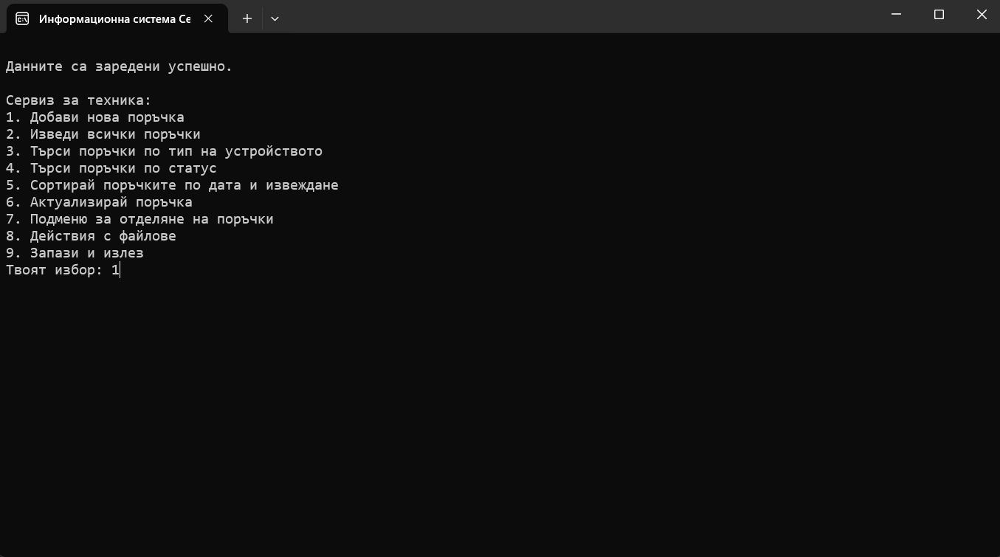 Информационна система Се
Данните са заредени успешно.
Сервиз за техника:
1. Добави нова поръчка
2. Изведи всички поръчки
3. Търси поръчки по тип на устройството
4. Търси поръчки по статус
5. Сортирай поръчките по дата и извеждане
6. Актуализирай поръчка
7. Подменю за отделяне на поръчки
8. Действия с файлове
9. Запази и излез
Твоят избор: 1